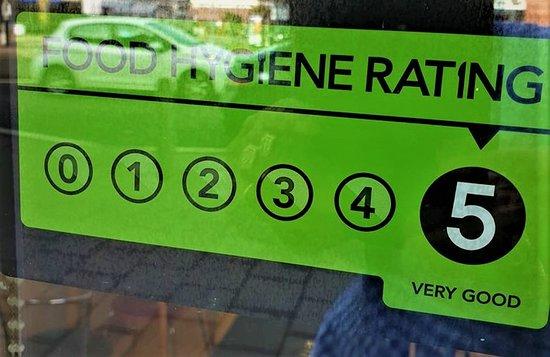 FOOD HYGIENE RATING
0 1 2 3 4 5
VERY GOOD